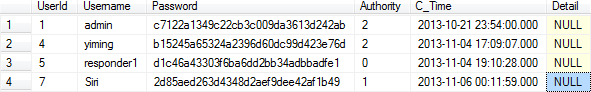 UserId Username Password Authority C_Time Detail
1 1 admin c7122a1349c22cb3c009da3613d242ab 2 2013-10-21 23:54:00.000 NULL
2 4 yiming b15245a65324a2396d60dc99d423e76d 2 2013-11-04 17:09:07.000 NULL
3 5 responder1 d1c46a43303f6ba6dd2bb34adbbadfe1 0 2013-11-04 19:10:28.000 NULL
4 7 Siri 2d85aed263d4348d2aef9dee42af1b49 1 2013-11-06 00:11:59.000 NULL